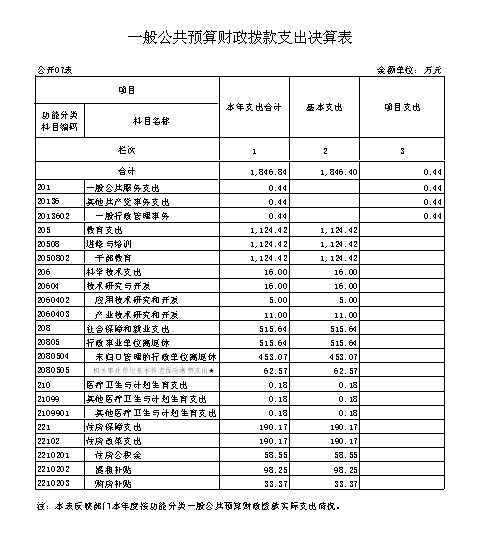 一般公共预算财政拨款支出决算表
公开07表 金额单位：万元
项目 本年支出合计 基本支出 项目支出
功能分类科目编码 科目名称
栏次 1 2 3
合计 1,846.84 1,846.40 0.44
201 一般公共服务支出 0.44 0.44
20136 其他共产党事务支出 0.44 0.44
2013602 一般行政管理事务 0.44 0.44
205 教育支出 1,124.42 1,124.42
20508 进修与培训 1,124.42 1,124.42
2050802 干部教育 1,124.42 1,124.42
206 科学技术支出 16.00 16.00
20604 技术研究与开发 16.00 16.00
2060402 应用技术研究和开发 5.00 5.00
2060403 产业技术研究和开发 11.00 11.00
208 社会保障和就业支出 515.64 515.64
20805 行政事业单位离退休 515.64 515.64
2080504 未归口管理的行政单位离退休 453.07 453.07
2080505 机关事业单位基本养老保险缴费支出★ 62.57 62.57
210 医疗卫生与计划生育支出 0.18 0.18
21099 其他医疗卫生与计划生育支出 0.18 0.18
2109901 其他医疗卫生与计划生育支出 0.18 0.18
221 住房保障支出 190.17 190.17
22102 住房改革支出 190.17 190.17
2210201 住房公积金 58.55 58.55
2210202 提租补贴 98.25 98.25
2210203 购房补贴 33.37 33.37
注：本表反映部门本年度按功能分类一般公共预算财政拨款实际支出情况。